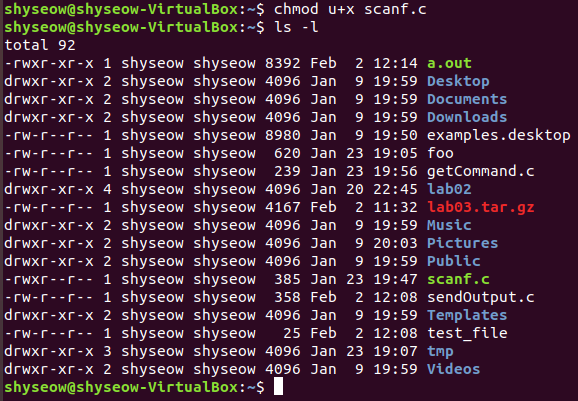 shyseow@shyseow-VirtualBox:~$ chmod u+x scanf.c
shyseow@shyseow-VirtualBox:~$ ls -l
total 92
-rwxr-xr-x 1 shyseow shyseow 8392 Feb  2 12:14 a.out
drwxr-xr-x 2 shyseow shyseow 4096 Jan  9 19:59 Desktop
drwxr-xr-x 2 shyseow shyseow 4096 Jan  9 19:59 Documents
drwxr-xr-x 2 shyseow shyseow 4096 Jan  9 19:59 Downloads
-rw-r--r-- 1 shyseow shyseow 8980 Jan  9 19:50 examples.desktop
-rw-r--r-- 1 shyseow shyseow  620 Jan 23 19:05 foo
-rw-r--r-- 1 shyseow shyseow  239 Jan 23 19:56 getCommand.c
drwxr-xr-x 4 shyseow shyseow 4096 Jan 20 22:45 lab02
-rw-r--r-- 1 shyseow shyseow 4167 Feb  2 11:32 lab03.tar.gz
drwxr-xr-x 2 shyseow shyseow 4096 Jan  9 19:59 Music
drwxr-xr-x 2 shyseow shyseow 4096 Jan  9 20:03 Pictures
drwxr-xr-x 2 shyseow shyseow 4096 Jan  9 19:59 Public
-rwxr--r-- 1 shyseow shyseow  385 Jan 23 19:47 scanf.c
-rw-r--r-- 1 shyseow shyseow  358 Feb  2 12:08 sendOutput.c
drwxr-xr-x 2 shyseow shyseow 4096 Jan  9 19:59 Templates
-rw-r--r-- 1 shyseow shyseow   25 Feb  2 12:08 test_file
drwxr-xr-x 3 shyseow shyseow 4096 Jan 23 19:07 tmp
drwxr-xr-x 2 shyseow shyseow 4096 Jan  9 19:59 Videos
shyseow@shyseow-VirtualBox:~$